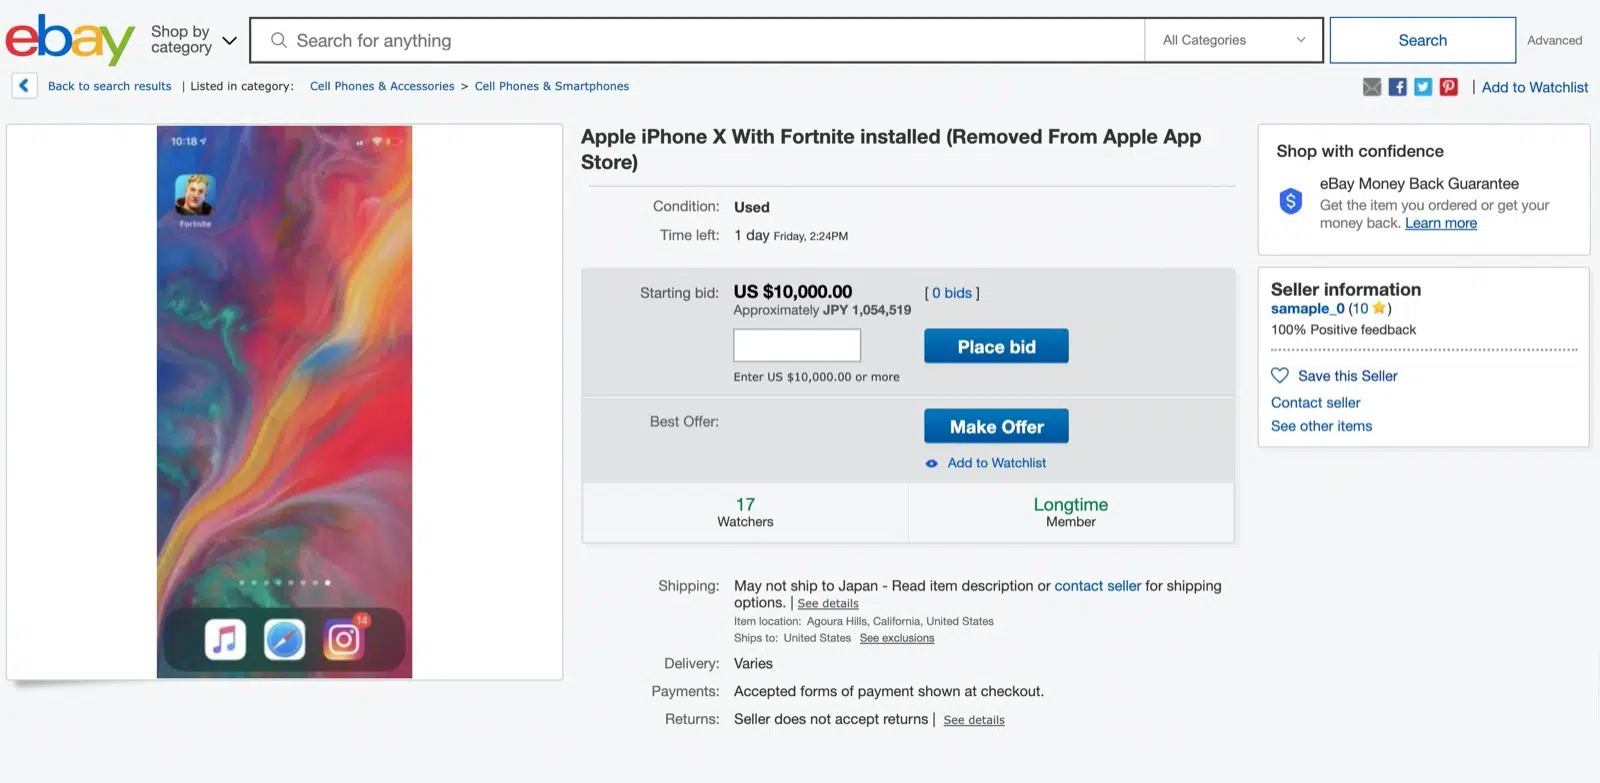 ebay
Shop by
category
Search for anything
All Categories
Search
Advanced
Back to search results | Listed in category: Cell Phones & Accessories > Cell Phones & Smartphones
| Add to Watchlist
10:18
Fortnite
14
Apple iPhone X With Fortnite installed (Removed From Apple App
Store)
Condition: Used
Time left: 1 day Friday, 2:24PM
Starting bid: US $10,000.00 [ 0 bids ]
Approximately JPY 1,054,519
Place bid
Enter US $10,000.00 or more
Best Offer:
Make Offer
Add to Watchlist
17
Watchers
Longtime
Member
Shipping: May not ship to Japan - Read item description or contact seller for shipping
options. | See details
Item location: Agoura Hills, California, United States
Ships to: United States See exclusions
Delivery: Varies
Payments: Accepted forms of payment shown at checkout.
Returns: Seller does not accept returns | See details
Shop with confidence
eBay Money Back Guarantee
Get the item you ordered or get your
money back. Learn more
Seller information
samaple_0 (10 ⭐)
100% Positive feedback
Save this Seller
Contact seller
See other items